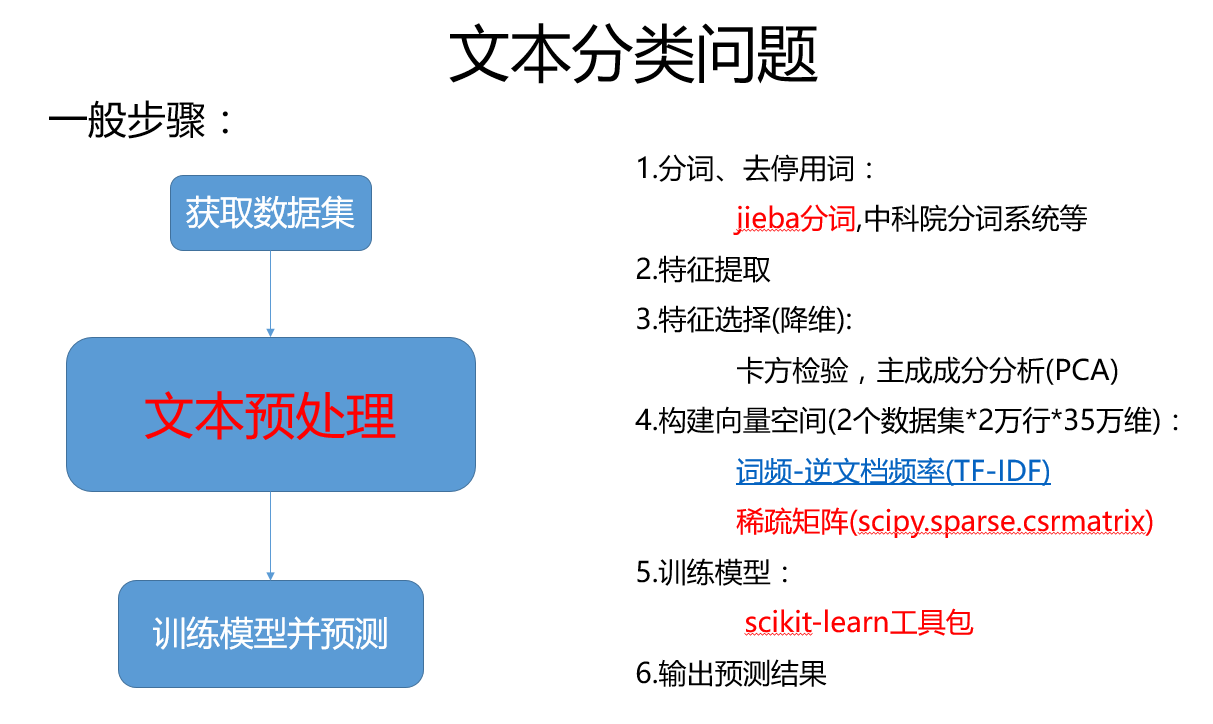 文本分类问题
一般步骤：
获取数据集
文本预处理
训练模型并预测
1.分词、去停用词：
jieba分词,中科院分词系统等
2.特征提取
3.特征选择(降维):
卡方检验，主成成分分析(PCA)
4.构建向量空间(2个数据集*2万行*35万维)：
词频-逆文档频率(TF-IDF)
稀疏矩阵(scipy.sparse.csrmatrix)
5.训练模型：
scikit-learn工具包
6.输出预测结果